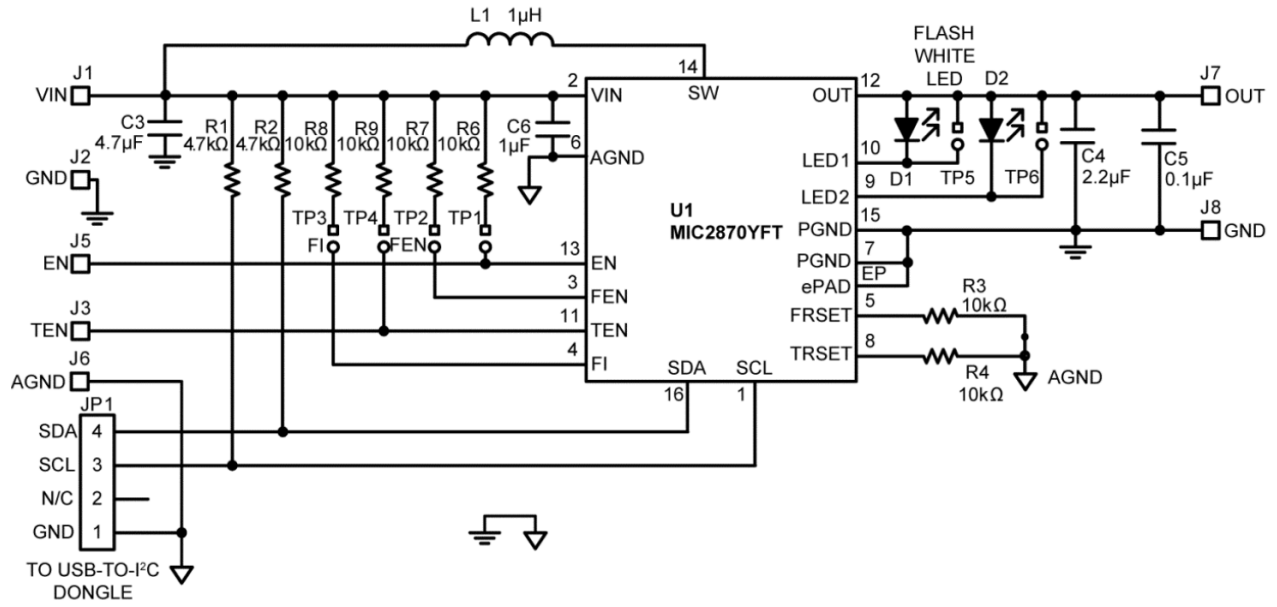 L1 1µH
FLASH
WHITE
LED D2
J1
VIN
14
SW
2
VIN
12
OUT
J7
OUT
C3
4.7µF
R1
4.7kΩ
R2
4.7kΩ
R8
10kΩ
R9
10kΩ
R7
10kΩ
R6
10kΩ
C6
1µF
6
AGND
10
LED1
D1
TP5
TP6
C4
2.2µF
C5
0.1µF
J2
GND
9
LED2
U1
MIC2870YFT
TP3
FI
TP4
TP2
FEN
TP1
15
PGND
J8
GND
J5
EN
13
EN
7
PGND
EP
ePAD
3
FEN
5
FRSET
R3
10kΩ
J3
TEN
11
TEN
4
FI
8
TRSET
R4
10kΩ
AGND
J6
AGND
SDA
16
SCL
1
JP1
SDA 4
SCL 3
N/C 2
GND 1
TO USB-TO-I²C
DONGLE